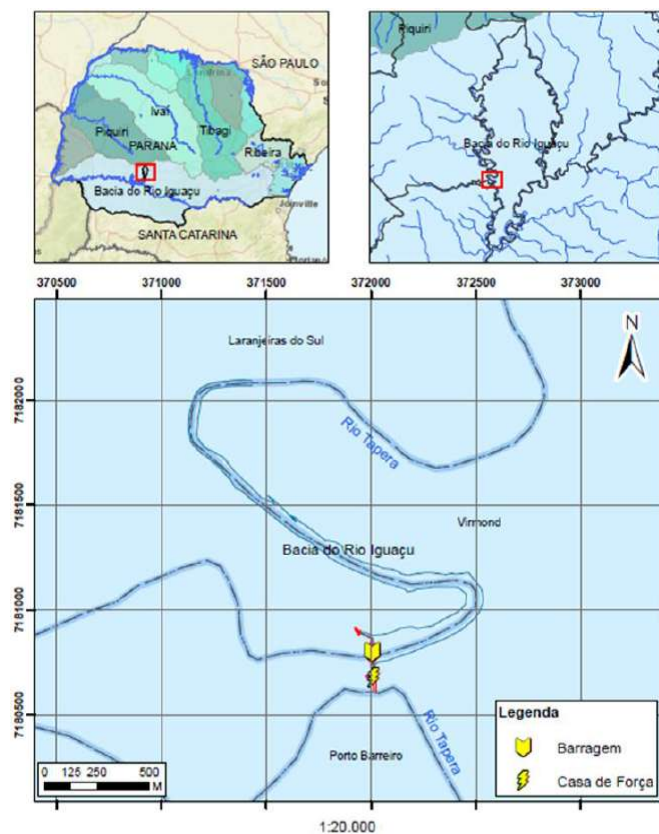 SÃO PAULO
Londrina
Ivaí
Piquiri
Tibagi
PARANÁ
Ribeira
Bacia do Rio Iguaçu
Joinville
SANTA CATARINA
Piquiri
Bacia do Rio Iguaçu
370500
371000
371500
372000
372500
373000
N
Laranjeiras do Sul
7182000
Rio Tapera
7181500
Virmond
Bacia do Rio Iguaçu
7181000
7180500
Rio Tapera
Porto Barreiro
Legenda
Barragem
Casa de Força
0 125 250 500
M
1:20.000